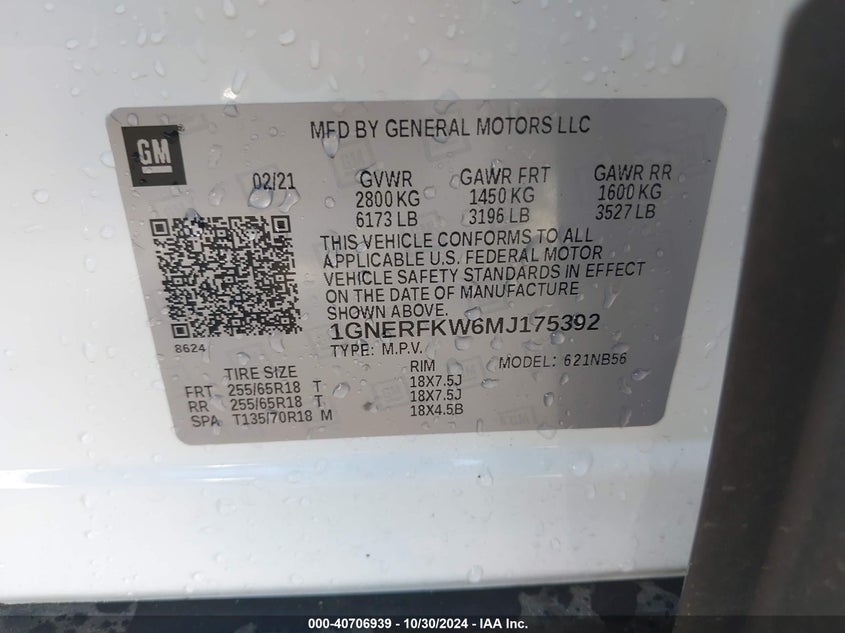 GM
MFD BY GENERAL MOTORS LLC
02/21
GVWR
2800 KG
6173 LB
GAWR FRT
1450 KG
3196 LB
GAWR RR
1600 KG
3527 LB
THIS VEHICLE CONFORMS TO ALL
APPLICABLE U.S. FEDERAL MOTOR
VEHICLE SAFETY STANDARDS IN EFFECT
ON THE DATE OF MANUFACTURE
SHOWN ABOVE.
1GNERFKW6MJ175392
8624
TYPE: M.P.V.
MODEL: 621NB56
TIRE SIZE RIM
FRT 255/65R18 T 18X7.5J
RR 255/65R18 T 18X7.5J
SPA T135/70R18 M 18X4.5B
000-40706939 - 10/30/2024 - IAA Inc.